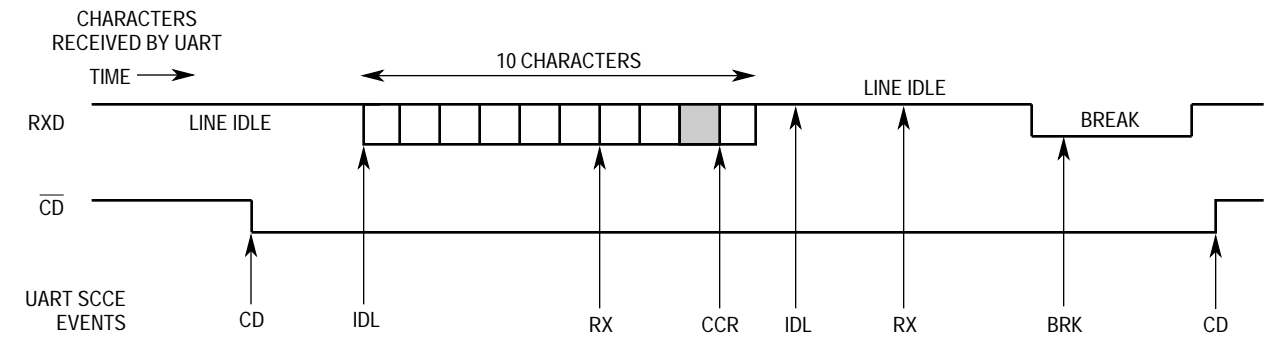 CHARACTERS
RECEIVED BY UART
TIME
10 CHARACTERS
LINE IDLE
RXD
LINE IDLE
BREAK
CD
UART SCCE
EVENTS
CD
IDL
RX
CCR
IDL
RX
BRK
CD